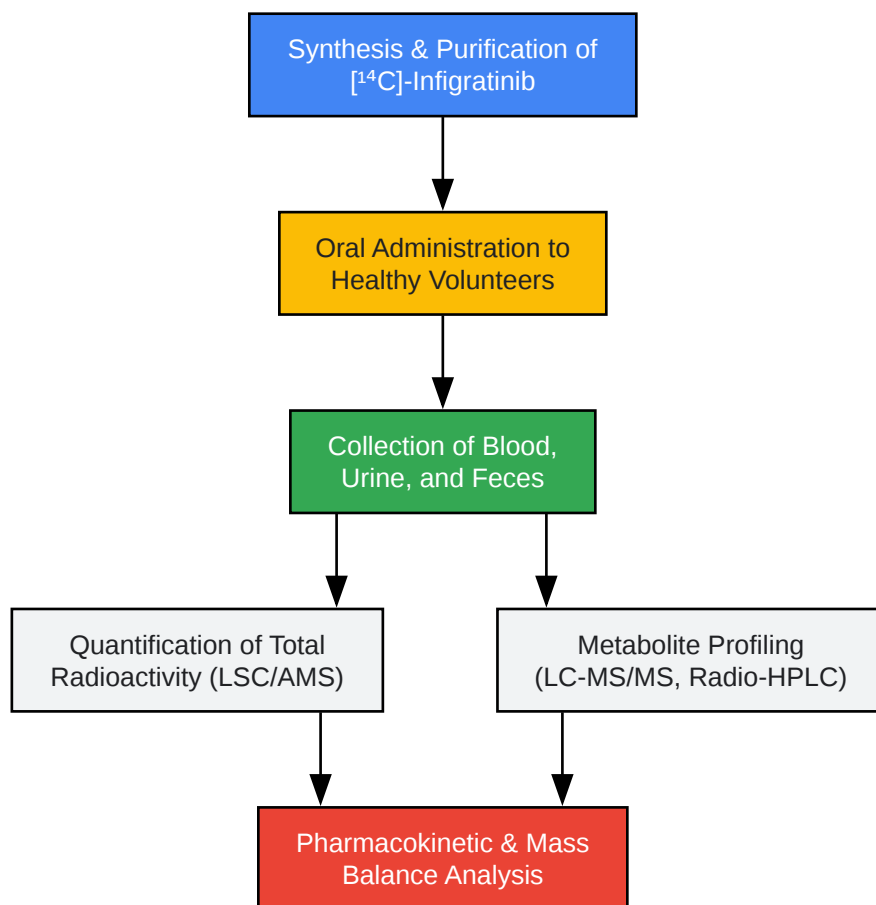 Synthesis & Purification of
[¹⁴C]-Infigratinib
Oral Administration to
Healthy Volunteers
Collection of Blood,
Urine, and Feces
Quantification of Total
Radioactivity (LSC/AMS)
Metabolite Profiling
(LC-MS/MS, Radio-HPLC)
Pharmacokinetic & Mass
Balance Analysis